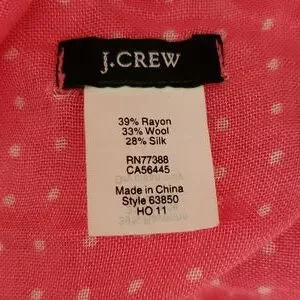 J.CREW
39% Rayon
33% Wool
28% Silk
RN77388
CA56445
Made in China
Style 63850
HO 11